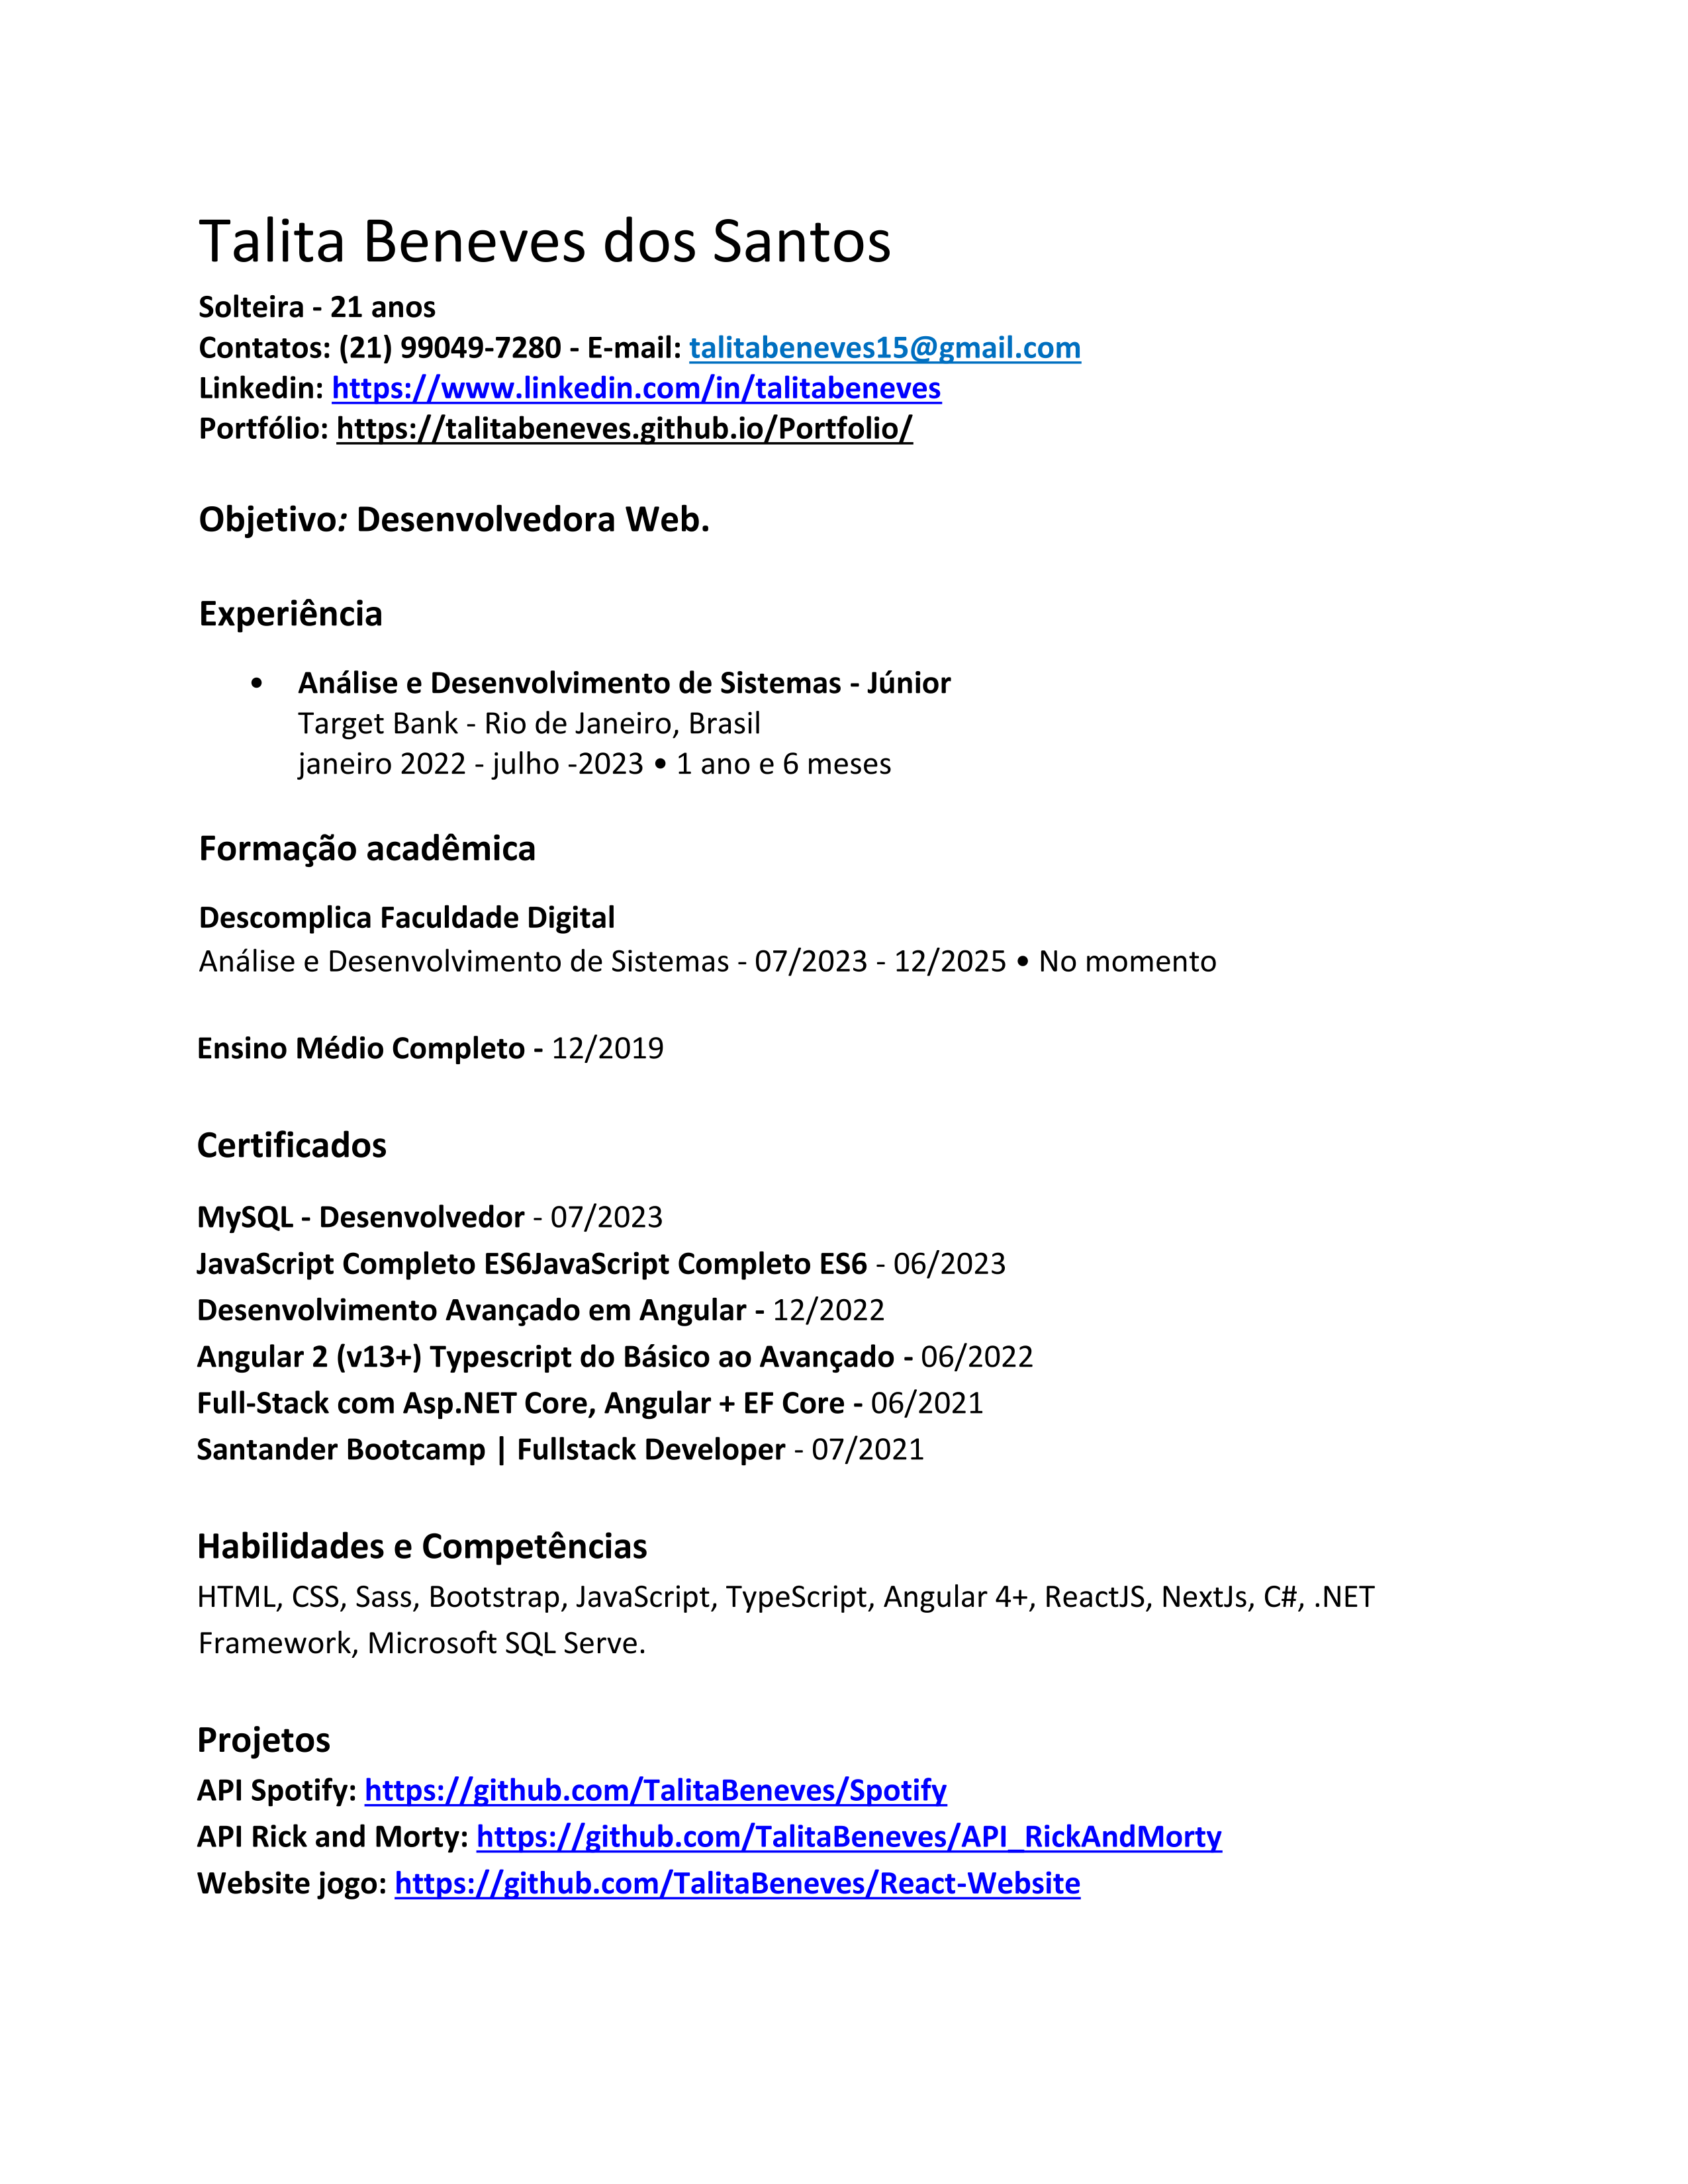 Talita Beneves dos Santos
Solteira - 21 anos
Contatos: (21) 99049-7280 - E-mail: talitabeneves15@gmail.com
Linkedin: https://www.linkedin.com/in/talitabeneves
Portfólio: https://talitabeneves.github.io/Portfolio/
Objetivo: Desenvolvedora Web.
Experiência
• Análise e Desenvolvimento de Sistemas - Júnior
Target Bank - Rio de Janeiro, Brasil
janeiro 2022 - julho -2023 • 1 ano e 6 meses
Formação acadêmica
Descomplica Faculdade Digital
Análise e Desenvolvimento de Sistemas - 07/2023 - 12/2025 • No momento
Ensino Médio Completo - 12/2019
Certificados
MySQL - Desenvolvedor - 07/2023
JavaScript Completo ES6JavaScript Completo ES6 - 06/2023
Desenvolvimento Avançado em Angular - 12/2022
Angular 2 (v13+) Typescript do Básico ao Avançado - 06/2022
Full-Stack com Asp.NET Core, Angular + EF Core - 06/2021
Santander Bootcamp | Fullstack Developer - 07/2021
Habilidades e Competências
HTML, CSS, Sass, Bootstrap, JavaScript, TypeScript, Angular 4+, ReactJS, NextJs, C#, .NET
Framework, Microsoft SQL Serve.
Projetos
API Spotify: https://github.com/TalitaBeneves/Spotify
API Rick and Morty: https://github.com/TalitaBeneves/API_RickAndMorty
Website jogo: https://github.com/TalitaBeneves/React-Website